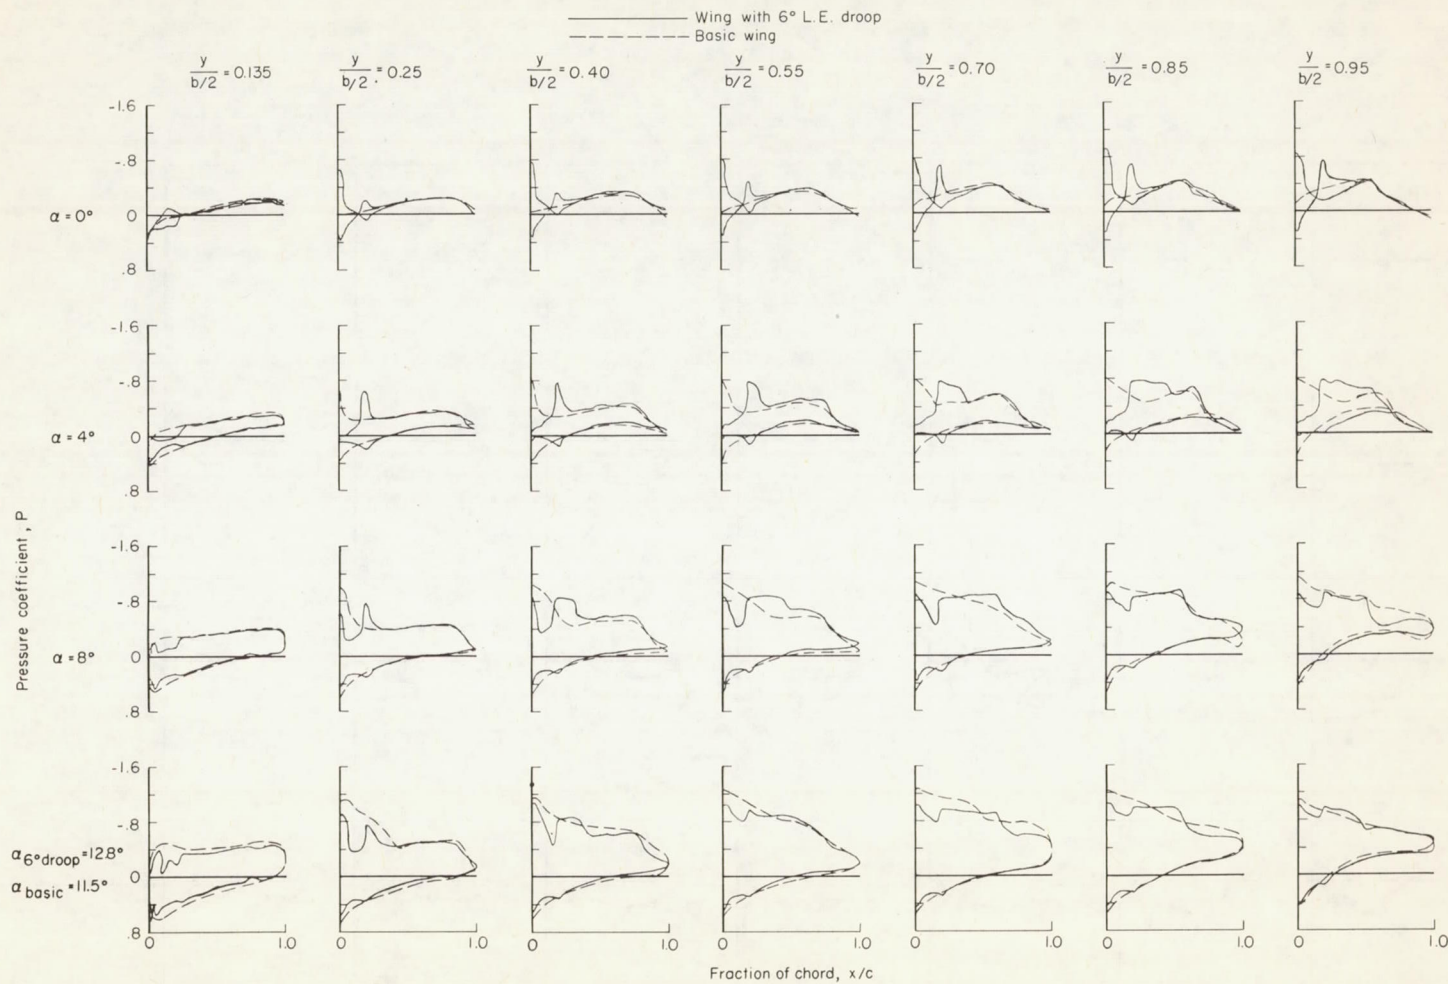 Wing with 6° L.E. droop
Basic wing
y/b/2 = 0.135
y/b/2 = 0.25
y/b/2 = 0.40
y/b/2 = 0.55
y/b/2 = 0.70
y/b/2 = 0.85
y/b/2 = 0.95
-1.6
-.8
α = 0°
0
.8
-1.6
-.8
α = 4°
0
.8
Pressure coefficient, P
-1.6
-.8
α = 8°
0
.8
-1.6
-.8
α 6° droop = 12.8°
0
α basic = 11.5°
.8
0 1.0 0 1.0 0 1.0 0 1.0 0 1.0 0 1.0 0 1.0
Fraction of chord, x/c